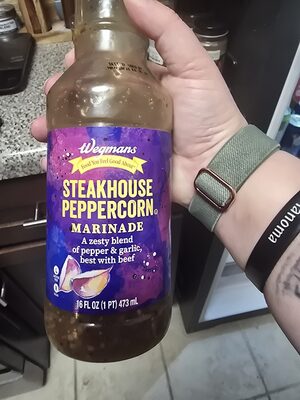 Wegmans
Food You Feel Good About
STEAKHOUSE
PEPPERCORN
MARINADE
A zesty blend
of pepper & garlic,
best with beef
16 FL OZ (1 PT) 473 mL